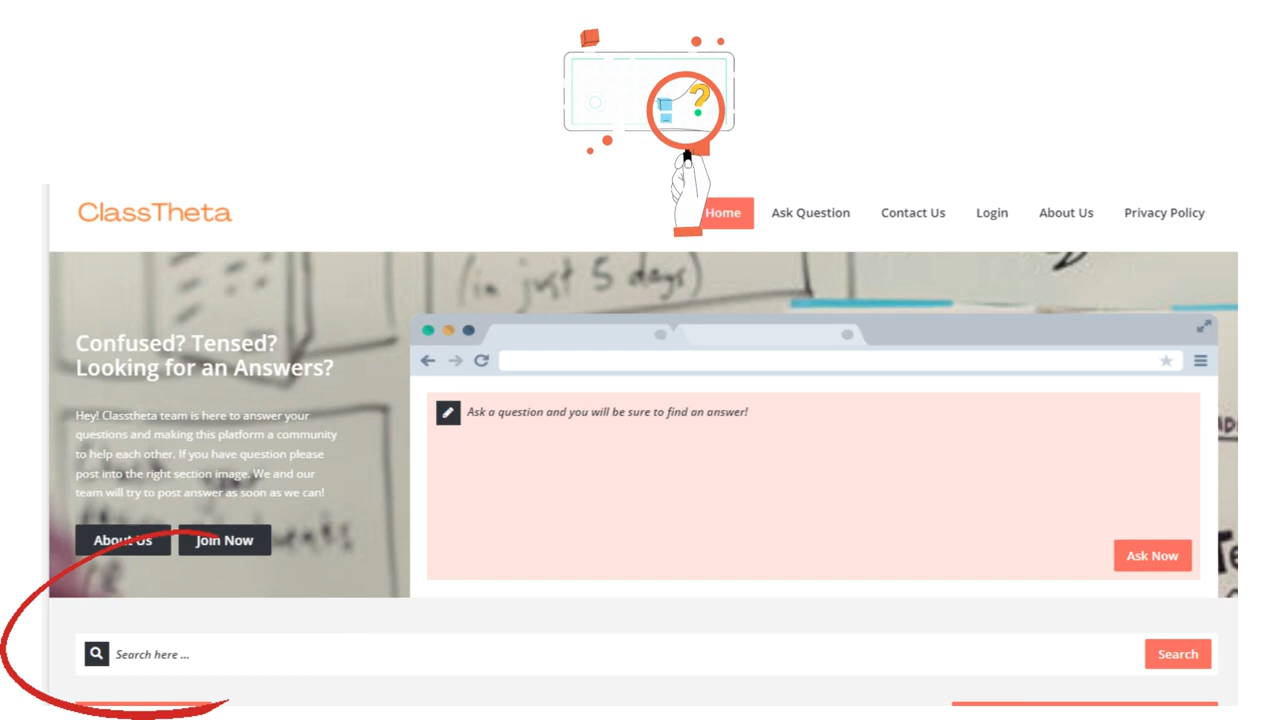 ?
ClassTheta
Home Ask Question Contact Us Login About Us Privacy Policy
(in just 5 days)
Confused? Tensed?
Looking for an Answers?
Hey! Classtheta team is here to answer your
questions and making this platform a community
to help each other. If you have question please
post into the right section image. We and our
team will try to post answer as soon as we can!
About Us Join Now
Ask a question and you will be sure to find an answer!
Ask Now
Search here ...
Search